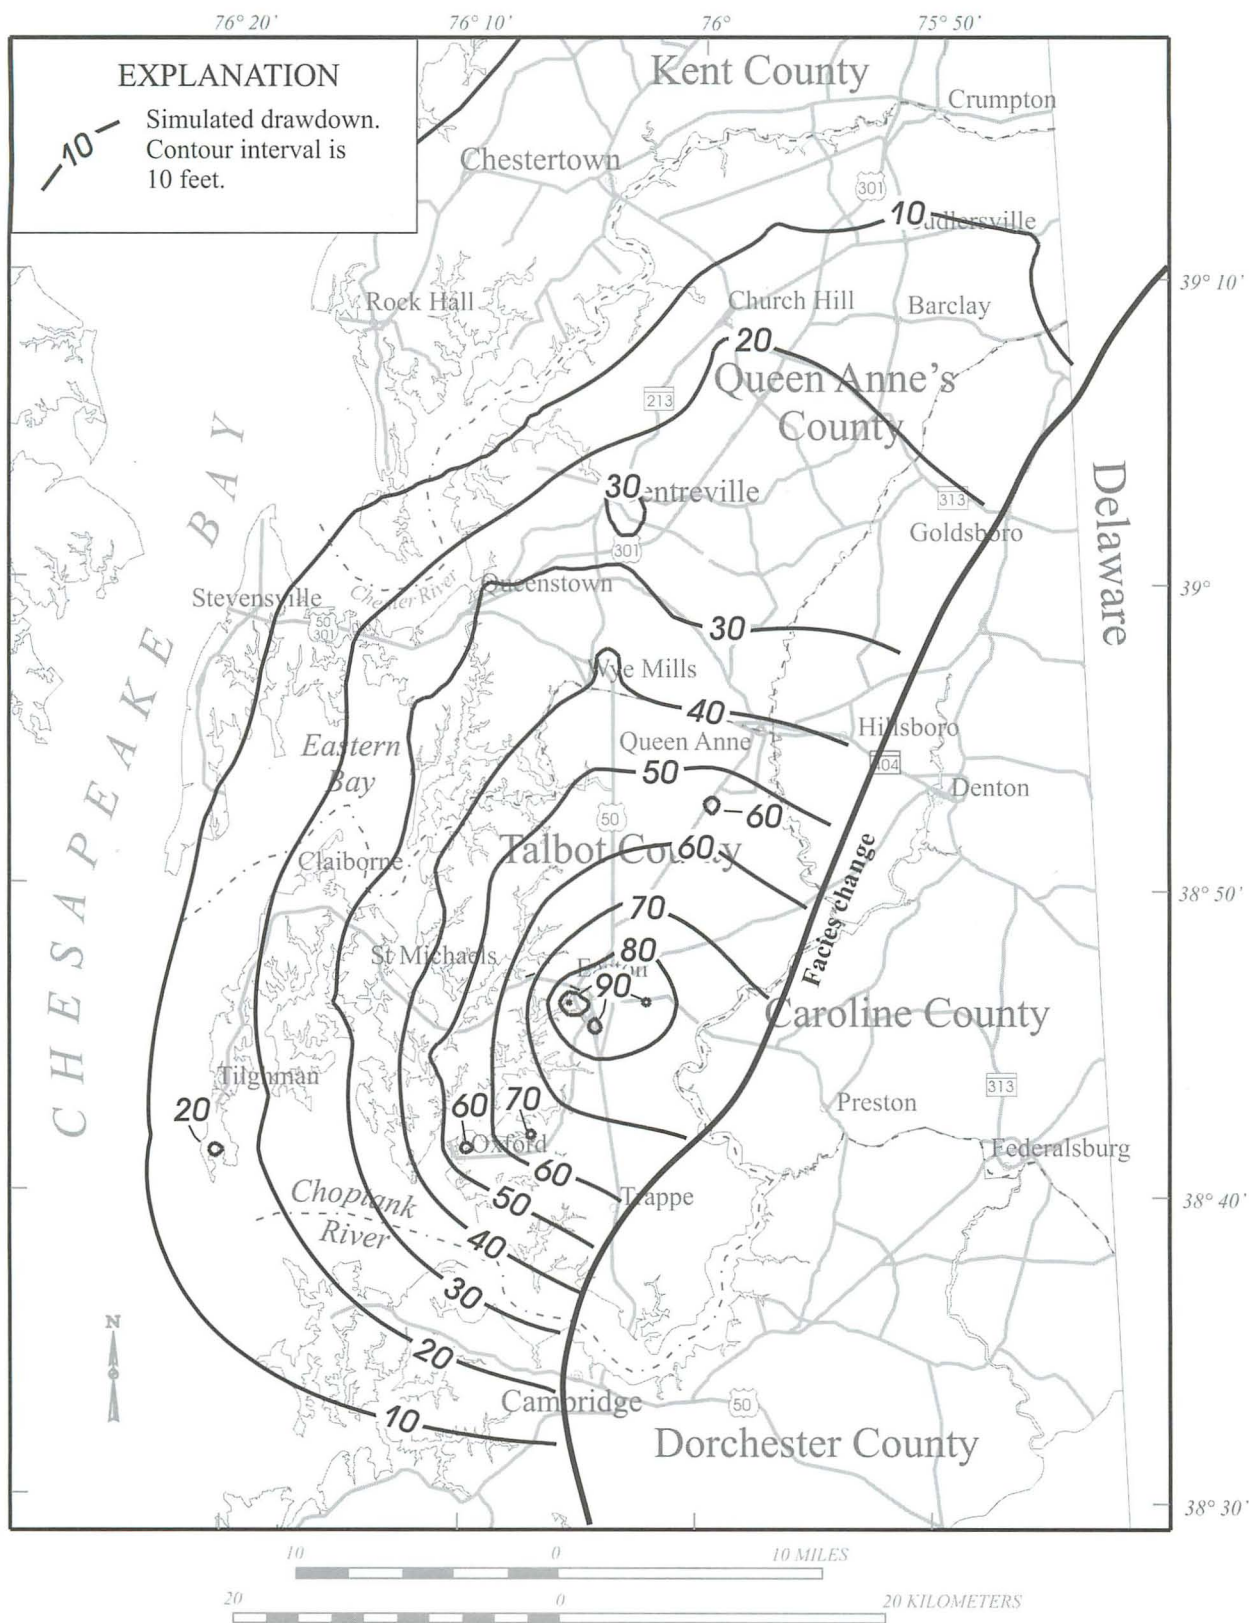 76° 20'
76° 10'
76°
75° 50'
EXPLANATION
10
Simulated drawdown.
Contour interval is
10 feet.
Kent County
Crumpton
Chestertown
301
10
39° 10'
Rock Hall
Church Hill
Barclay
20
Queen Anne's
County
213
CHESAPEAKE BAY
30
313
Goldsboro
Delaware
301
Stevensville
Chester River
Queenstown
39°
50
301
30
Wye Mills
40
Queen Anne
Hillsboro
Eastern
Bay
50
Denton
60
50
Talbot County
60
Claiborne
38° 50'
70
Facies change
St Michaels
80
90
Caroline County
Tilghman
313
20
60
70
Preston
Oxford
Federalsburg
60
Trappe
50
Choptank
River
38° 40'
40
30
N
20
Cambridge
50
10
Dorchester County
38° 30'
10 0 10 MILES
20 0 20 KILOMETERS